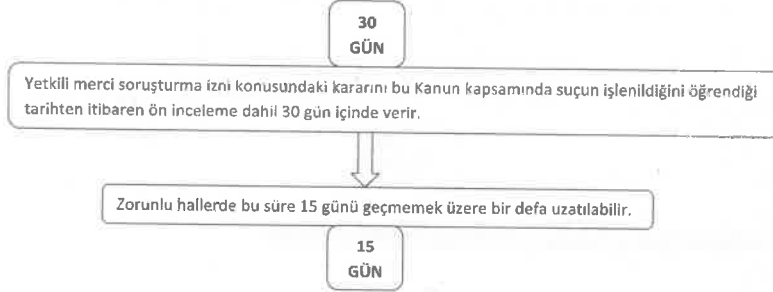 30
GÜN
Yetkili merci soruşturma izni konusundaki kararını bu Kanun kapsamında suçun işlenildiğini öğrendiği
tarihten itibaren ön inceleme dahil 30 gün içinde verir.
Zorunlu hallerde bu süre 15 günü geçmemek üzere bir defa uzatılabilir.
15
GÜN